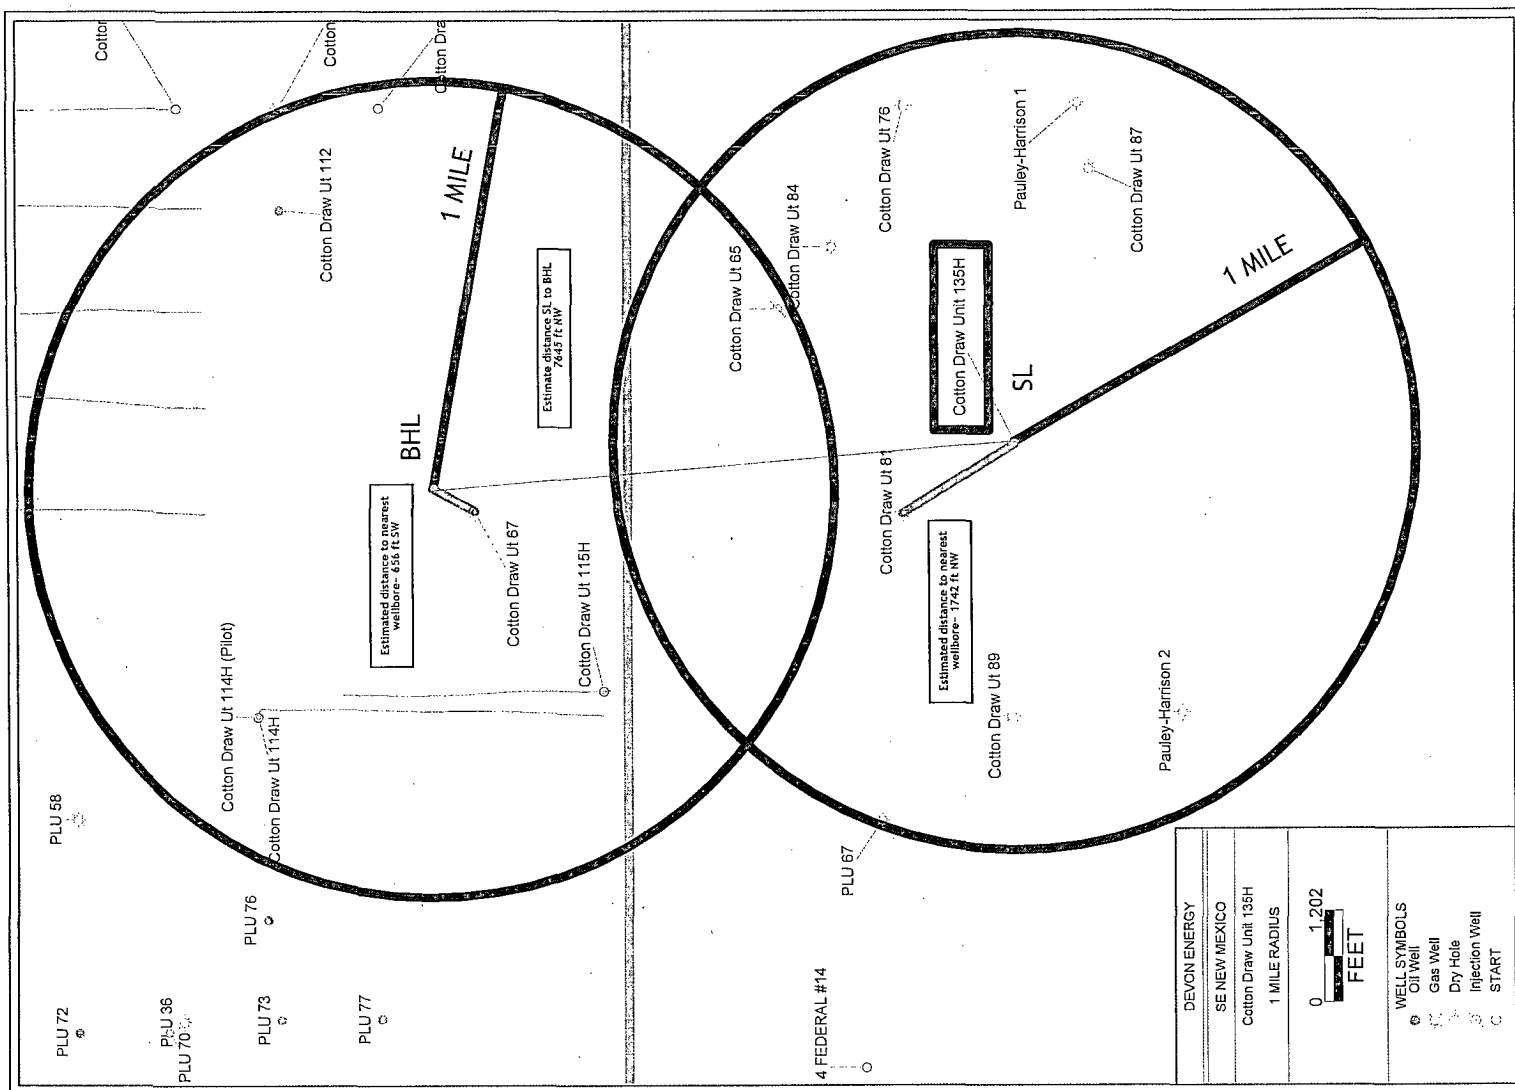 Cotton
Cotton
Cotton Dra
Cotton Draw Ut 112
1 MILE
Cotton Draw Ut 76
Pauley-Harrison 1
Cotton Draw Ut 87
Cotton Draw Ut 84
Cotton Draw Ut 65
Estimate distance SL to BHL
7645 ft NW
Cotton Draw Unit 135H
1 MILE
BHL
SL
Estimated distance to nearest
wellbore- 656 ft SW
Cotton Draw Ut 67
Cotton Draw Ut 81
Estimated distance to nearest
wellbore- 1742 ft NW
Cotton Draw Ut 115H
Cotton Draw Ut 114H (Pilot)
Cotton Draw Ut 114H
Cotton Draw Ut 89
Pauley-Harrison 2
PLU 58
PLU 67
PLU 76
PLU 72
PLU 36
PLU 70
PLU 73
PLU 77
4 FEDERAL #14
DEVON ENERGY
SE NEW MEXICO
Cotton Draw Unit 135H
1 MILE RADIUS
0 1,202
FEET
WELL SYMBOLS
Oil Well
Gas Well
Dry Hole
Injection Well
START